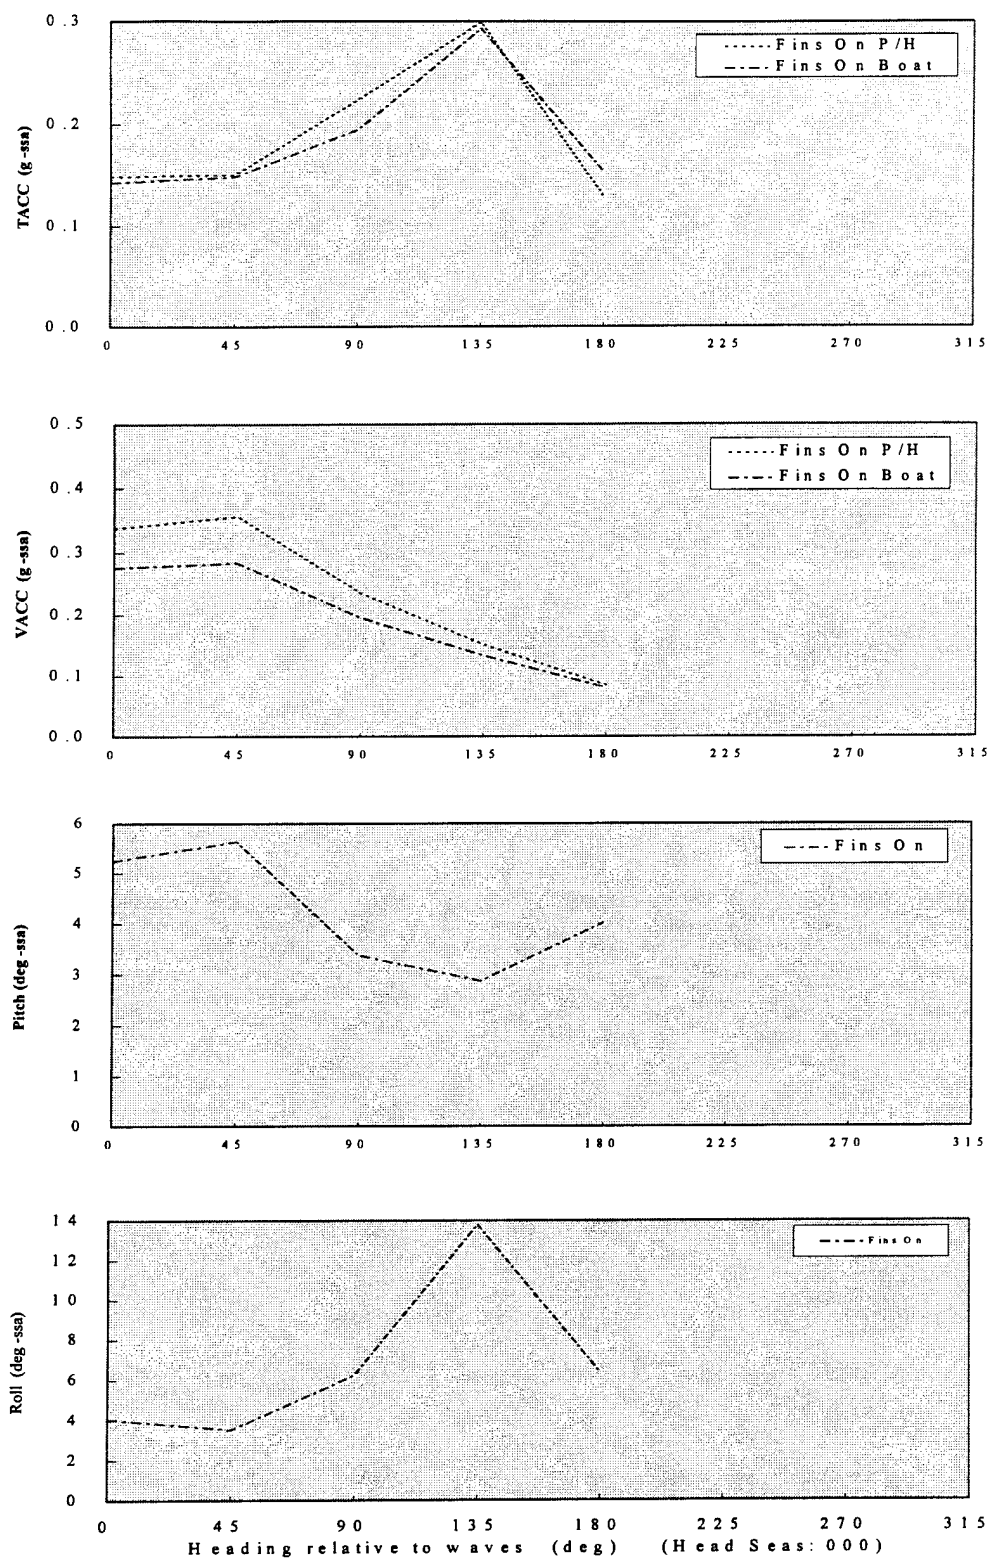 0.3
Fins On P/H
Fins On Boat
0.2
TACC (g-ssa)
0.1
0.0
0 45 90 135 180 225 270 315
0.5
Fins On P/H
0.4
Fins On Boat
0.3
VACC (g-ssa)
0.2
0.1
0.0
0 45 90 135 180 225 270 315
6
Fins On
5
4
Pitch (deg-ssa)
3
2
1
0
0 45 90 135 180 225 270 315
14
Fins On
12
10
8
Roll (deg-ssa)
6
4
2
0
0 45 90 135 180 225 270 315
Heading relative to waves (deg) (Head Seas:000)